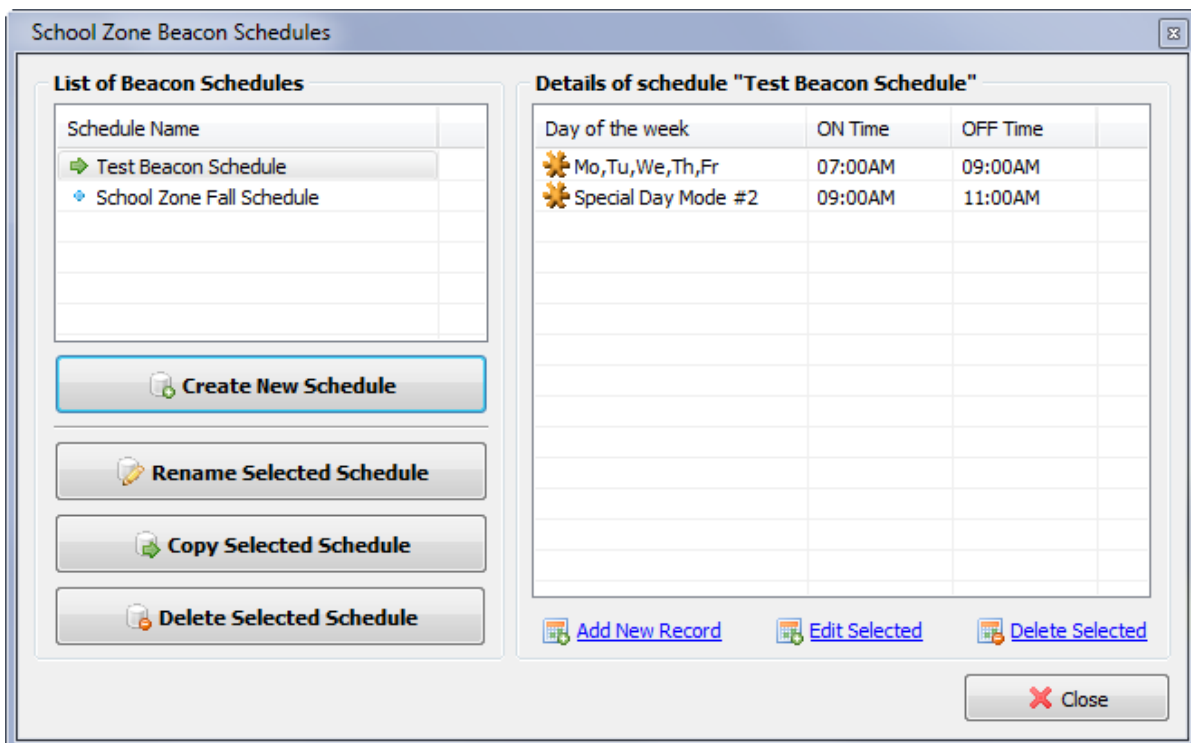 School Zone Beacon Schedules
List of Beacon Schedules
Schedule Name
Test Beacon Schedule
School Zone Fall Schedule
Create New Schedule
Rename Selected Schedule
Copy Selected Schedule
Delete Selected Schedule
Details of schedule "Test Beacon Schedule"
Day of the week ON Time OFF Time
Mo,Tu,We,Th,Fr 07:00AM 09:00AM
Special Day Mode #2 09:00AM 11:00AM
Add New Record Edit Selected Delete Selected
Close